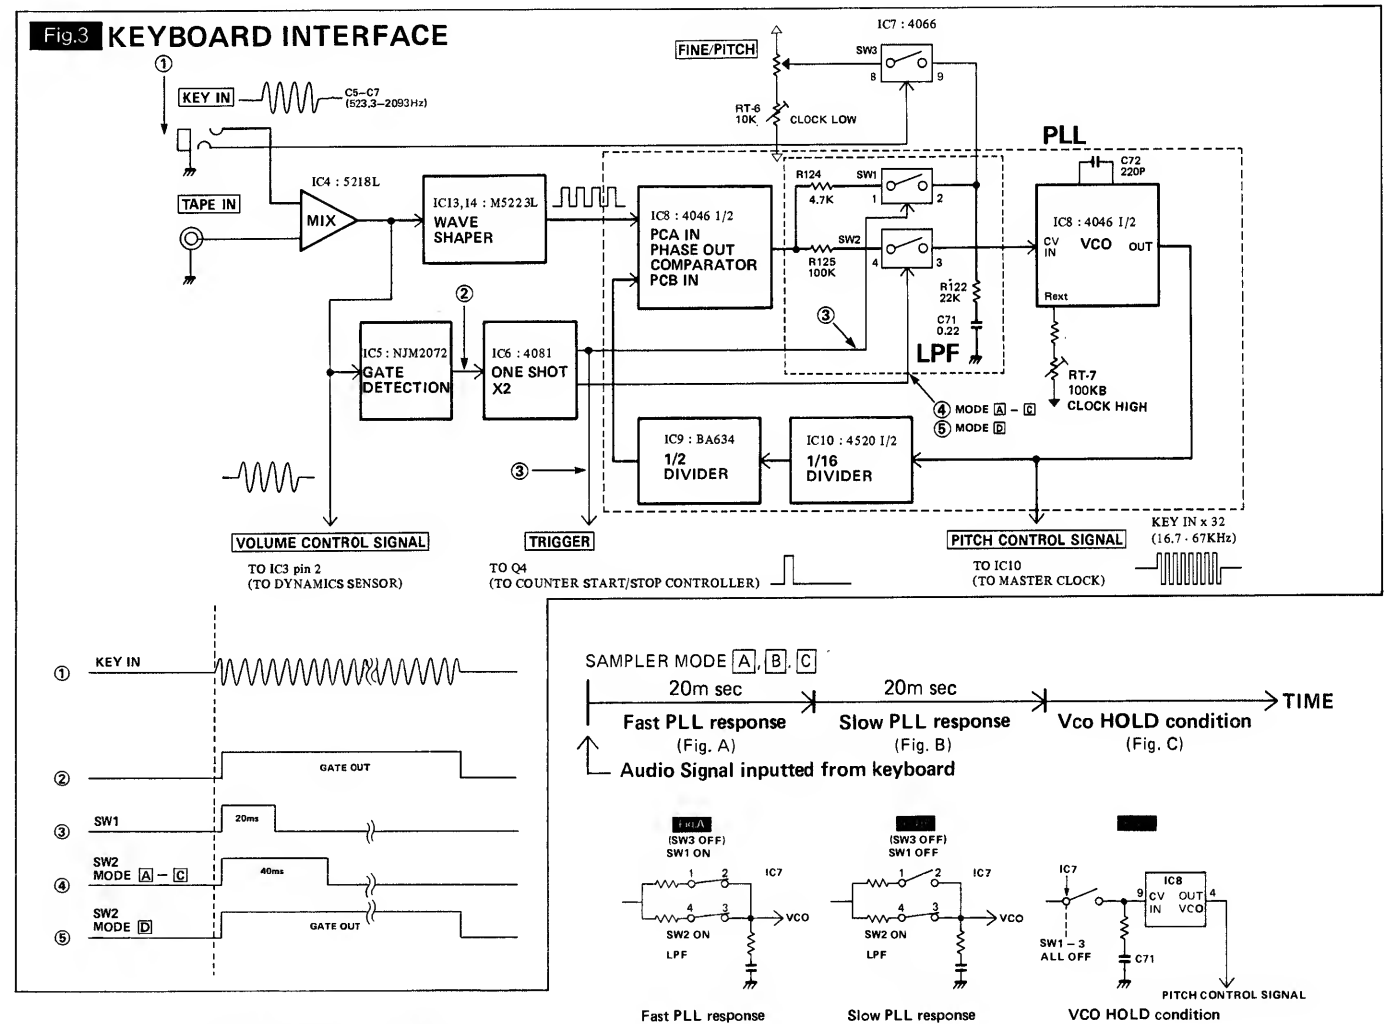 Fig.3 KEYBOARD INTERFACE
①
KEY IN
C5–C7
(523.3–2093Hz)
TAPE IN
IC4 : 5218L
MIX
IC13,14 : M5223L
WAVE
SHAPER
FINE/PITCH
RT-6
10K
CLOCK LOW
IC7 : 4066
SW3
8
9
PLL
IC8 : 4046 1/2
PCA IN
PHASE OUT
COMPARATOR
PCB IN
R124
4.7K
SW1
1
2
SW2
R125
100K
4
3
R122
22K
C71
0.22
③
LPF
C72
220P
IC8 : 4046 1/2
CV
IN
VCO
OUT
Rext
RT-7
100KB
CLOCK HIGH
②
IC5 : NJM2072
GATE
DETECTION
IC6 : 4081
ONE SHOT
X2
④ MODE A – C
⑤ MODE D
③
IC9 : BA634
1/2
DIVIDER
IC10 : 4520 1/2
1/16
DIVIDER
VOLUME CONTROL SIGNAL
TO IC3 pin 2
(TO DYNAMICS SENSOR)
TRIGGER
TO Q4
(TO COUNTER START/STOP CONTROLLER)
PITCH CONTROL SIGNAL
TO IC10
(TO MASTER CLOCK)
KEY IN x 32
(16.7 - 67KHz)
① KEY IN
② GATE OUT
③ SW1 20ms
④ SW2
MODE A – C 40ms
⑤ SW2
MODE D GATE OUT
SAMPLER MODE A, B, C
20m sec
20m sec
TIME
Fast PLL response
(Fig. A)
Slow PLL response
(Fig. B)
Vco HOLD condition
(Fig. C)
Audio Signal inputted from keyboard
Fig.A
(SW3 OFF)
SW1 ON
1 2
IC7
4 3
VCO
SW2 ON
LPF
Fast PLL response
(SW3 OFF)
SW1 OFF
1 2
IC7
4 3
VCO
SW2 ON
LPF
Slow PLL response
IC7
SW1 – 3
ALL OFF
9
IC8
CV OUT
IN VCO
4
C71
PITCH CONTROL SIGNAL
VCO HOLD condition